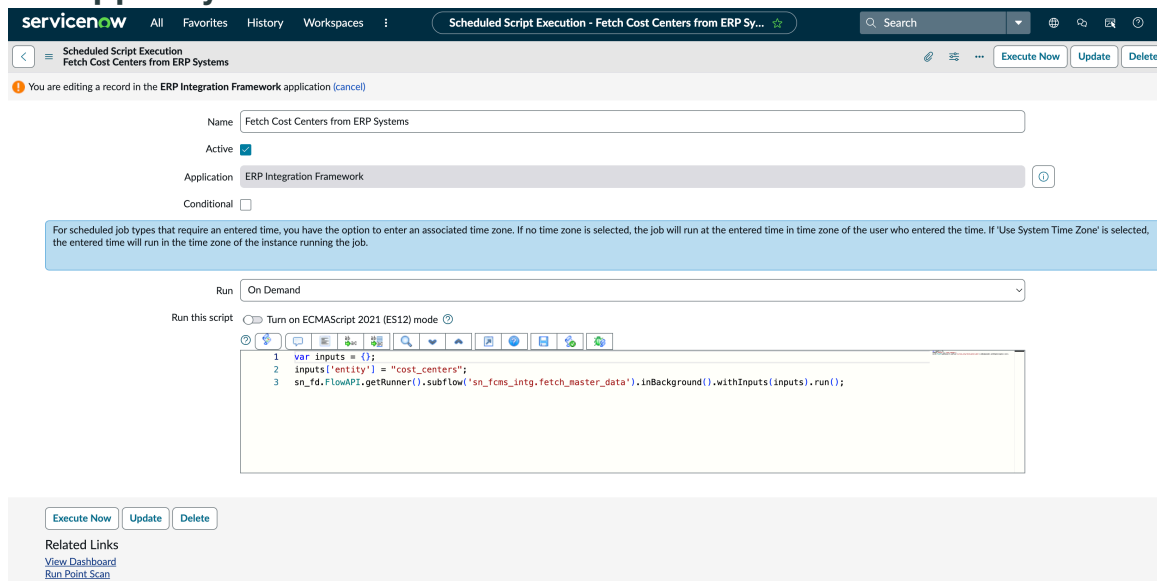 servicenow All Favorites History Workspaces Scheduled Script Execution - Fetch Cost Centers from ERP Sy... Search
Scheduled Script Execution
Fetch Cost Centers from ERP Systems
Execute Now Update Delete
You are editing a record in the ERP Integration Framework application (cancel)
Name Fetch Cost Centers from ERP Systems
Active
Application ERP Integration Framework
Conditional
For scheduled job types that require an entered time, you have the option to enter an associated time zone. If no time zone is selected, the job will run at the entered time in time zone of the user who entered the time. If 'Use System Time Zone' is selected,
the entered time will run in the time zone of the instance running the job.
Run On Demand
Run this script Turn on ECMAScript 2021 (ES12) mode
1 var inputs = {};
2 inputs['entity'] = "cost_centers";
3 sn_fd.FlowAPI.getRunner().subflow('sn_fcms_intg.fetch_master_data').inBackground().withInputs(inputs).run();
Execute Now Update Delete
Related Links
View Dashboard
Run Point Scan